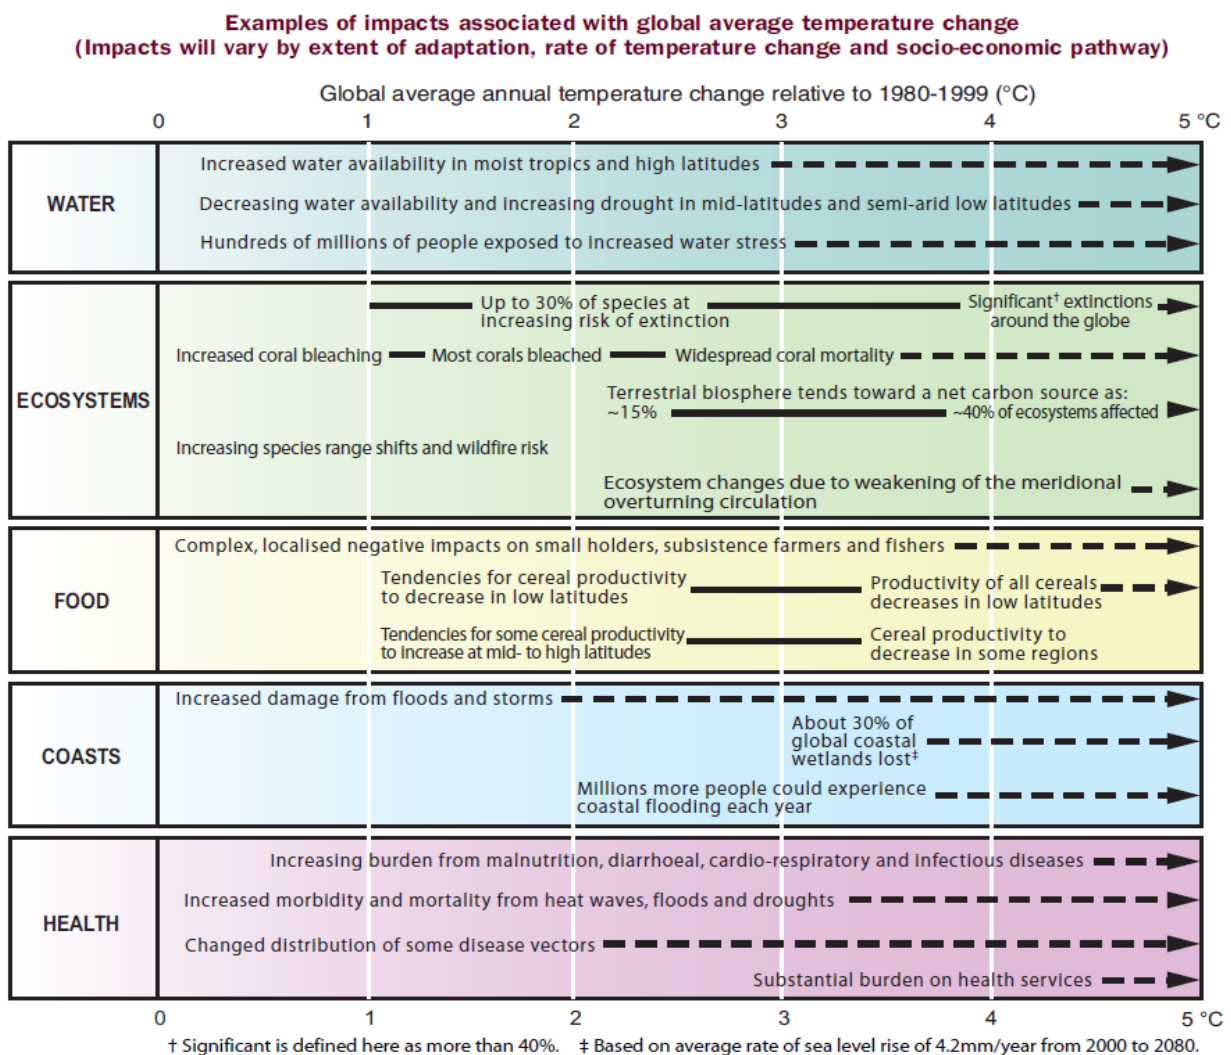 Examples of impacts associated with global average temperature change
(Impacts will vary by extent of adaptation, rate of temperature change and socio-economic pathway)
Global average annual temperature change relative to 1980-1999 (°C)
0 1 2 3 4 5 °C
WATER
Increased water availability in moist tropics and high latitudes
Decreasing water availability and increasing drought in mid-latitudes and semi-arid low latitudes
Hundreds of millions of people exposed to increased water stress
ECOSYSTEMS
Up to 30% of species at
increasing risk of extinction
Significant† extinctions
around the globe
Increased coral bleaching
Most corals bleached
Widespread coral mortality
Terrestrial biosphere tends toward a net carbon source as:
~15%
~40% of ecosystems affected
Increasing species range shifts and wildfire risk
Ecosystem changes due to weakening of the meridional
overturning circulation
FOOD
Complex, localised negative impacts on small holders, subsistence farmers and fishers
Tendencies for cereal productivity
to decrease in low latitudes
Productivity of all cereals
decreases in low latitudes
Tendencies for some cereal productivity
to increase at mid- to high latitudes
Cereal productivity to
decrease in some regions
COASTS
Increased damage from floods and storms
About 30% of
global coastal
wetlands lost‡
Millions more people could experience
coastal flooding each year
HEALTH
Increasing burden from malnutrition, diarrhoeal, cardio-respiratory and infectious diseases
Increased morbidity and mortality from heat waves, floods and droughts
Changed distribution of some disease vectors
Substantial burden on health services
0 1 2 3 4 5 °C
† Significant is defined here as more than 40%. ‡ Based on average rate of sea level rise of 4.2mm/year from 2000 to 2080.